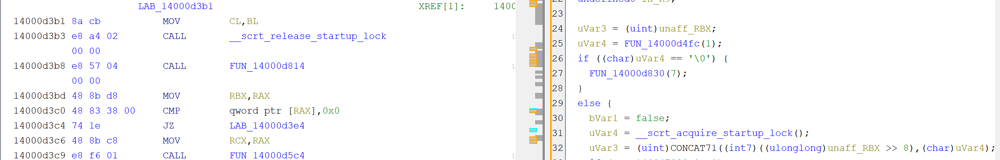 LAB_14000d3b1 XREF[1]: 1400
14000d3b1 8a cb MOV CL,BL
14000d3b3 e8 a4 02 CALL __scrt_release_startup_lock u
00 00
14000d3b8 e8 57 04 CALL FUN_14000d814 u
00 00
14000d3bd 48 8b d8 MOV RBX,RAX
14000d3c0 48 83 38 00 CMP qword ptr [RAX],0x0
14000d3c4 74 1e JZ LAB_14000d3e4
14000d3c6 48 8b c8 MOV RCX,RAX
14000d3c9 e8 f6 01 CALL FUN_14000d5c4 u
23
24 uVar3 = (uint)unaff_RBX;
25 uVar4 = FUN_14000d4fc(1);
26 if ((char)uVar4 == '\0') {
27 FUN_14000d830(7);
28 }
29 else {
30 bVar1 = false;
31 uVar4 = __scrt_acquire_startup_lock();
32 uVar3 = (uint)CONCAT71((int7)((ulonglong)unaff_RBX >> 8),(char)uVar4);